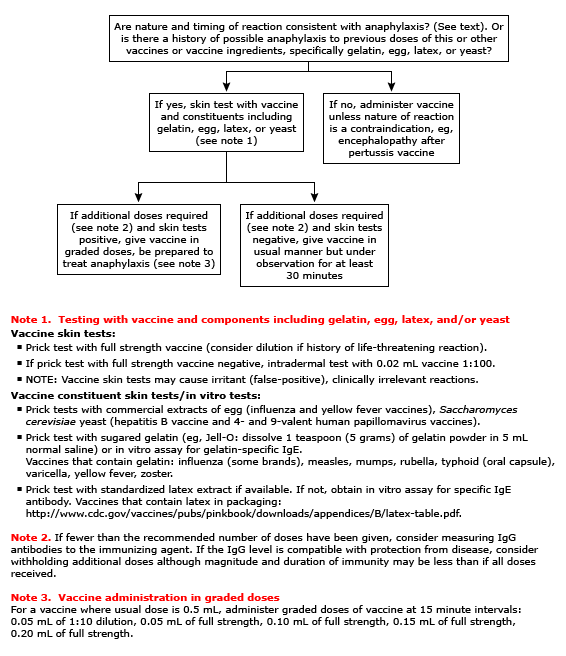 Are nature and timing of reaction consistent with anaphylaxis? (See text). Or
is there a history of possible anaphylaxis to previous doses of this or other
vaccines or vaccine ingredients, specifically gelatin, egg, latex, or yeast?
If yes, skin test with vaccine
and constituents including
gelatin, egg, latex, or yeast
(see note 1)
If no, administer vaccine
unless nature of reaction
is a contraindication, eg,
encephalopathy after
pertussis vaccine
If additional doses required
(see note 2) and skin tests
positive, give vaccine in
graded doses, be prepared to
treat anaphylaxis (see note 3)
If additional doses required
(see note 2) and skin tests
negative, give vaccine in
usual manner but under
observation for at least
30 minutes
Note 1. Testing with vaccine and components including gelatin, egg, latex, and/or yeast
Vaccine skin tests:
▪ Prick test with full strength vaccine (consider dilution if history of life-threatening reaction).
▪ If prick test with full strength vaccine negative, intradermal test with 0.02 mL vaccine 1:100.
▪ NOTE: Vaccine skin tests may cause irritant (false-positive), clinically irrelevant reactions.
Vaccine constituent skin tests/in vitro tests:
▪ Prick tests with commercial extracts of egg (influenza and yellow fever vaccines), Saccharomyces
cerevisiae yeast (hepatitis B vaccine and 4- and 9-valent human papillomavirus vaccines).
▪ Prick test with sugared gelatin (eg, Jell-O: dissolve 1 teaspoon (5 grams) of gelatin powder in 5 mL
normal saline) or in vitro assay for gelatin-specific IgE.
Vaccines that contain gelatin: influenza (some brands), measles, mumps, rubella, typhoid (oral capsule),
varicella, yellow fever, zoster.
▪ Prick test with standardized latex extract if available. If not, obtain in vitro assay for specific IgE
antibody. Vaccines that contain latex in packaging:
http://www.cdc.gov/vaccines/pubs/pinkbook/downloads/appendices/B/latex-table.pdf.
Note 2. If fewer than the recommended number of doses have been given, consider measuring IgG
antibodies to the immunizing agent. If the IgG level is compatible with protection from disease, consider
withholding additional doses although magnitude and duration of immunity may be less than if all doses
received.
Note 3. Vaccine administration in graded doses
For a vaccine where usual dose is 0.5 mL, administer graded doses of vaccine at 15 minute intervals:
0.05 mL of 1:10 dilution, 0.05 mL of full strength, 0.10 mL of full strength, 0.15 mL of full strength,
0.20 mL of full strength.